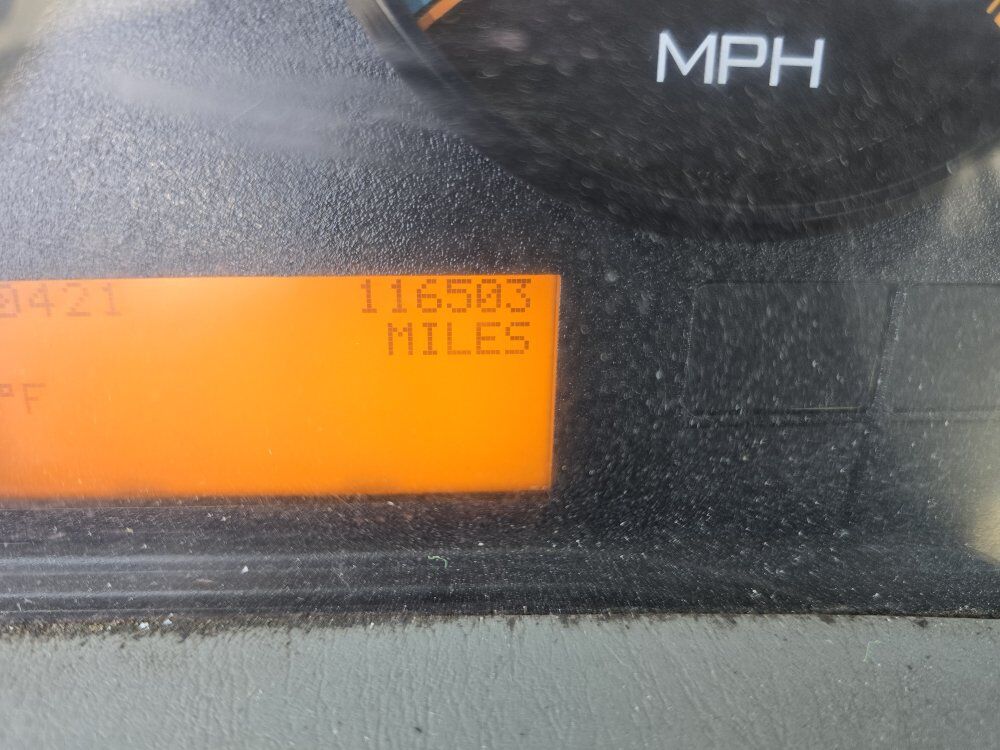 MPH
0421 116503
MILES
°F